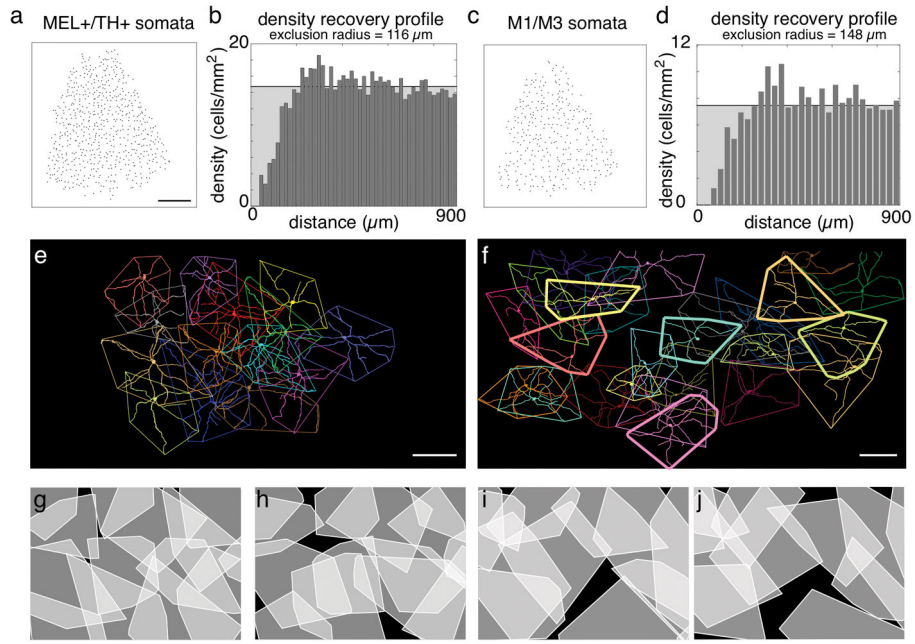 a MEL+/TH+ somata
b density recovery profile
exclusion radius = 116 µm
20
density (cells/mm²)
0
0 900
distance (µm)
c M1/M3 somata
d density recovery profile
exclusion radius = 148 µm
12
density (cells/mm²)
0
0 900
distance (µm)
e
f
g
h
i
j